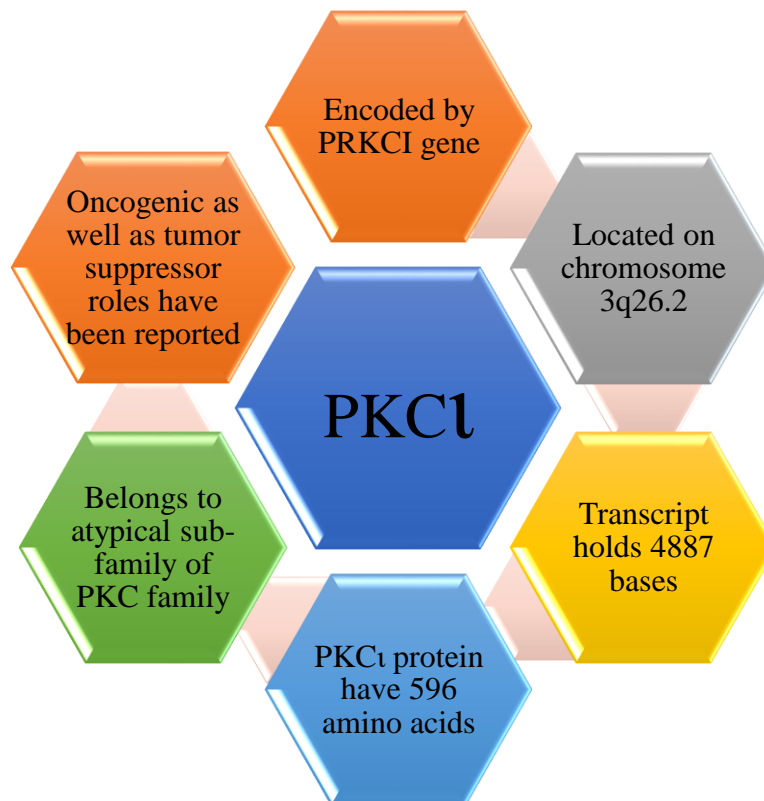 Encoded by
PRKCI gene
Located on
chromosome
3q26.2
Transcript
holds 4887
bases
PKCι protein
have 596
amino acids
Belongs to
atypical sub-
family of
PKC family
Oncogenic as
well as tumor
suppressor
roles have
been reported
PKCι